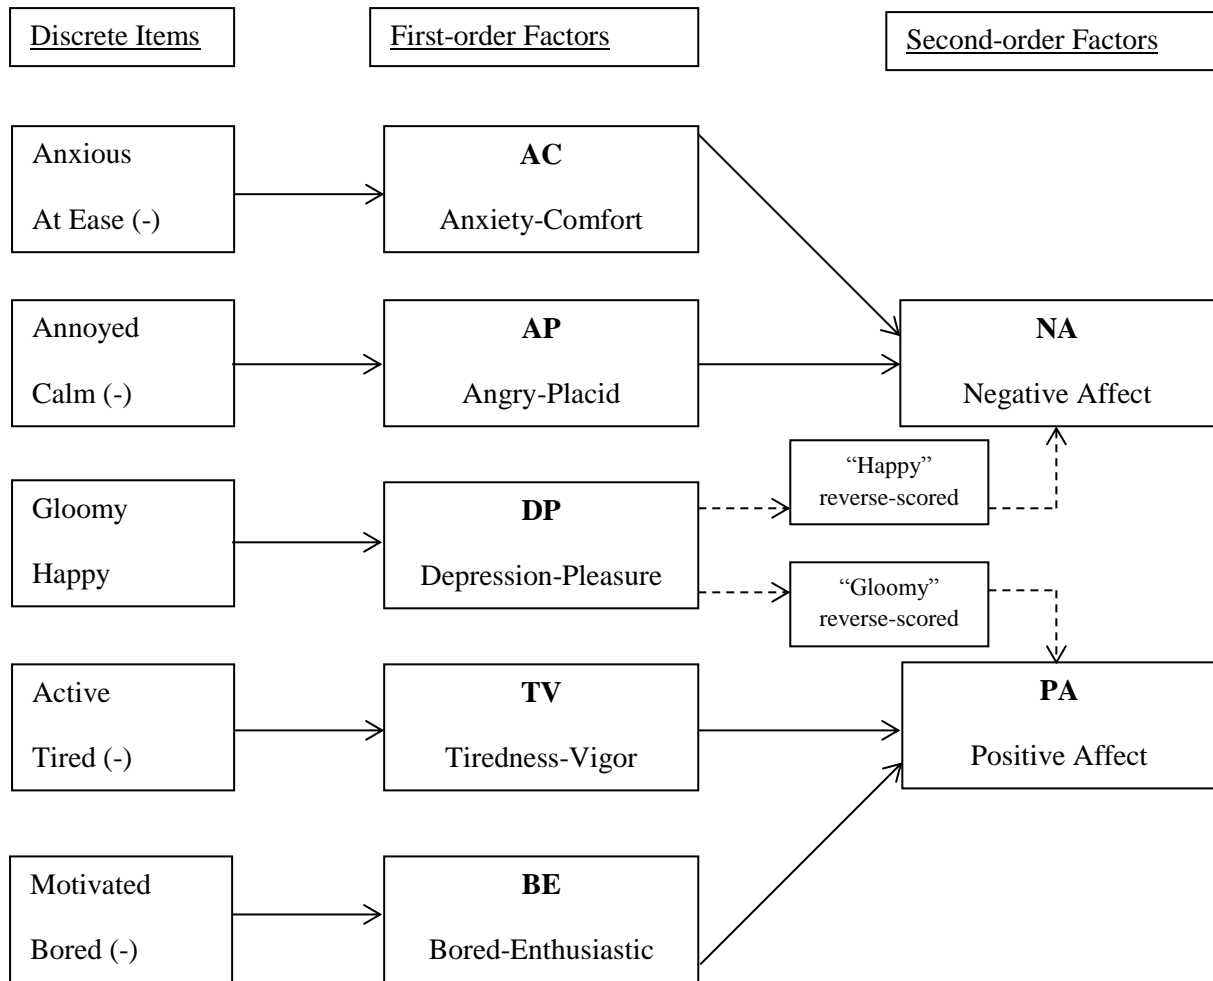 Discrete Items
First-order Factors
Second-order Factors
Anxious
At Ease (-)
AC
Anxiety-Comfort
Annoyed
Calm (-)
AP
Angry-Placid
NA
Negative Affect
“Happy”
reverse-scored
Gloomy
Happy
DP
Depression-Pleasure
“Gloomy”
reverse-scored
Active
Tired (-)
TV
Tiredness-Vigor
PA
Positive Affect
Motivated
Bored (-)
BE
Bored-Enthusiastic